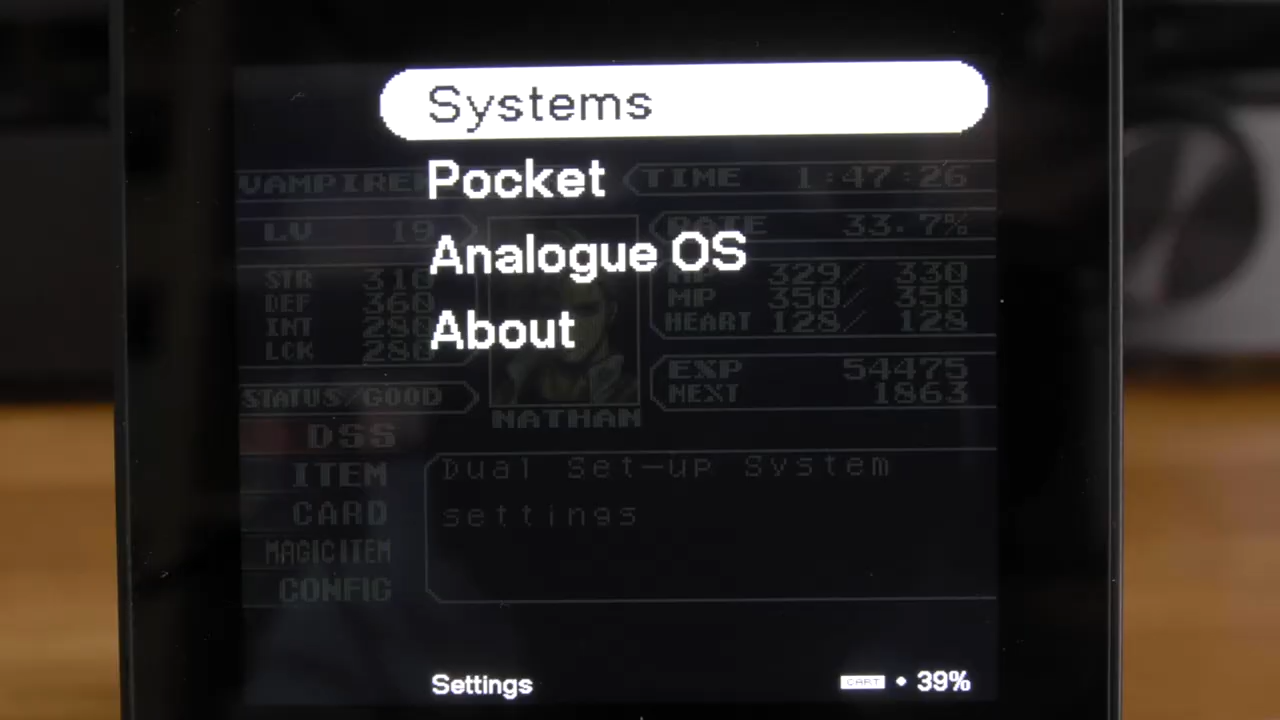 Systems
Pocket
Analogue OS
About
VAMPIRE
TIME 1:47:26
LV 19
RATE 33.7%
STR 310
DEF 360
INT 280
LCK 280
HP 329/ 330
MP 350/ 350
HEART 128/ 128
EXP 54475
NEXT 1863
STATUS/GOOD
NATHAN
DSS
ITEM
CARD
MAGIC ITEM
CONFIG
Dual Set-up System
settings
Settings
CART • 39%